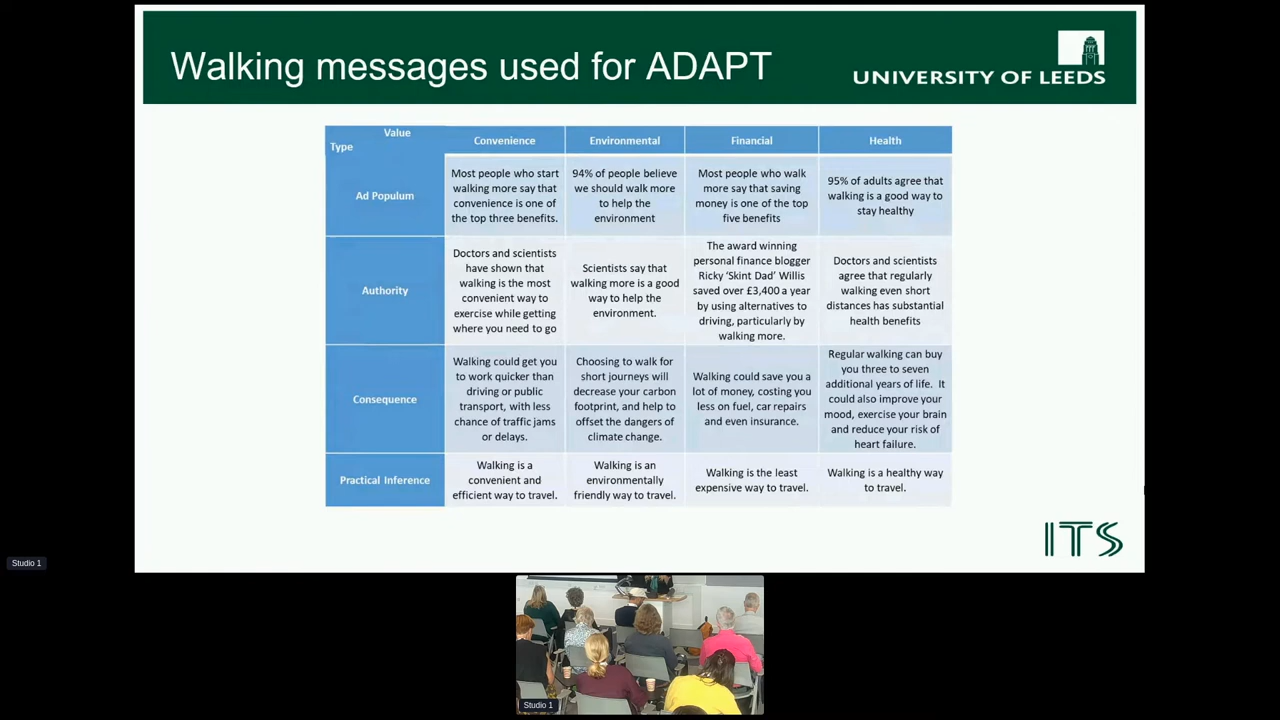 Walking messages used for ADAPT
UNIVERSITY OF LEEDS
Value
Type
Convenience
Environmental
Financial
Health
Ad Populum
Most people who start
walking more say that
convenience is one of
the top three benefits.
94% of people believe
we should walk more
to help the
environment
Most people who walk
more say that saving
money is one of the top
five benefits
95% of adults agree that
walking is a good way to
stay healthy
Authority
Doctors and scientists
have shown that
walking is the most
convenient way to
exercise while getting
where you need to go
Scientists say that
walking more is a good
way to help the
environment.
The award winning
personal finance blogger
Ricky ‘Skint Dad’ Willis
saved over £3,400 a year
by using alternatives to
driving, particularly by
walking more.
Doctors and scientists
agree that regularly
walking even short
distances has substantial
health benefits
Consequence
Walking could get you
to work quicker than
driving or public
transport, with less
chance of traffic jams
or delays.
Choosing to walk for
short journeys will
decrease your carbon
footprint, and help to
offset the dangers of
climate change.
Walking could save you a
lot of money, costing you
less on fuel, car repairs
and even insurance.
Regular walking can buy
you three to seven
additional years of life. It
could also improve your
mood, exercise your brain
and reduce your risk of
heart failure.
Practical Inference
Walking is a
convenient and
efficient way to travel.
Walking is an
environmentally
friendly way to travel.
Walking is the least
expensive way to travel.
Walking is a healthy way
to travel.
ITS
Studio 1
Studio 1